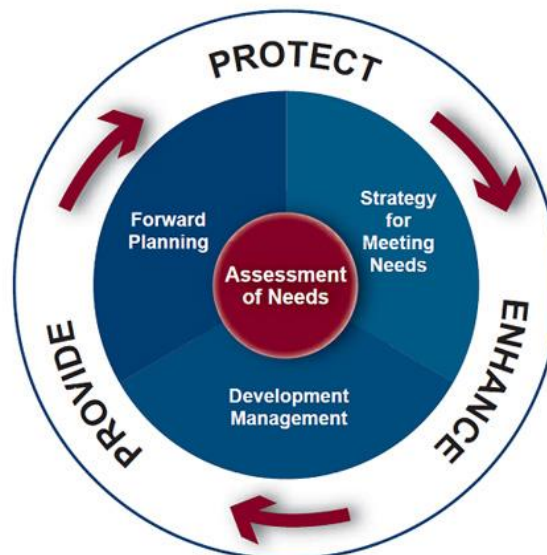 PROTECT
Forward
Planning
Strategy
for
Meeting
Needs
Assessment
of Needs
Development
Management
PROVIDE
ENHANCE